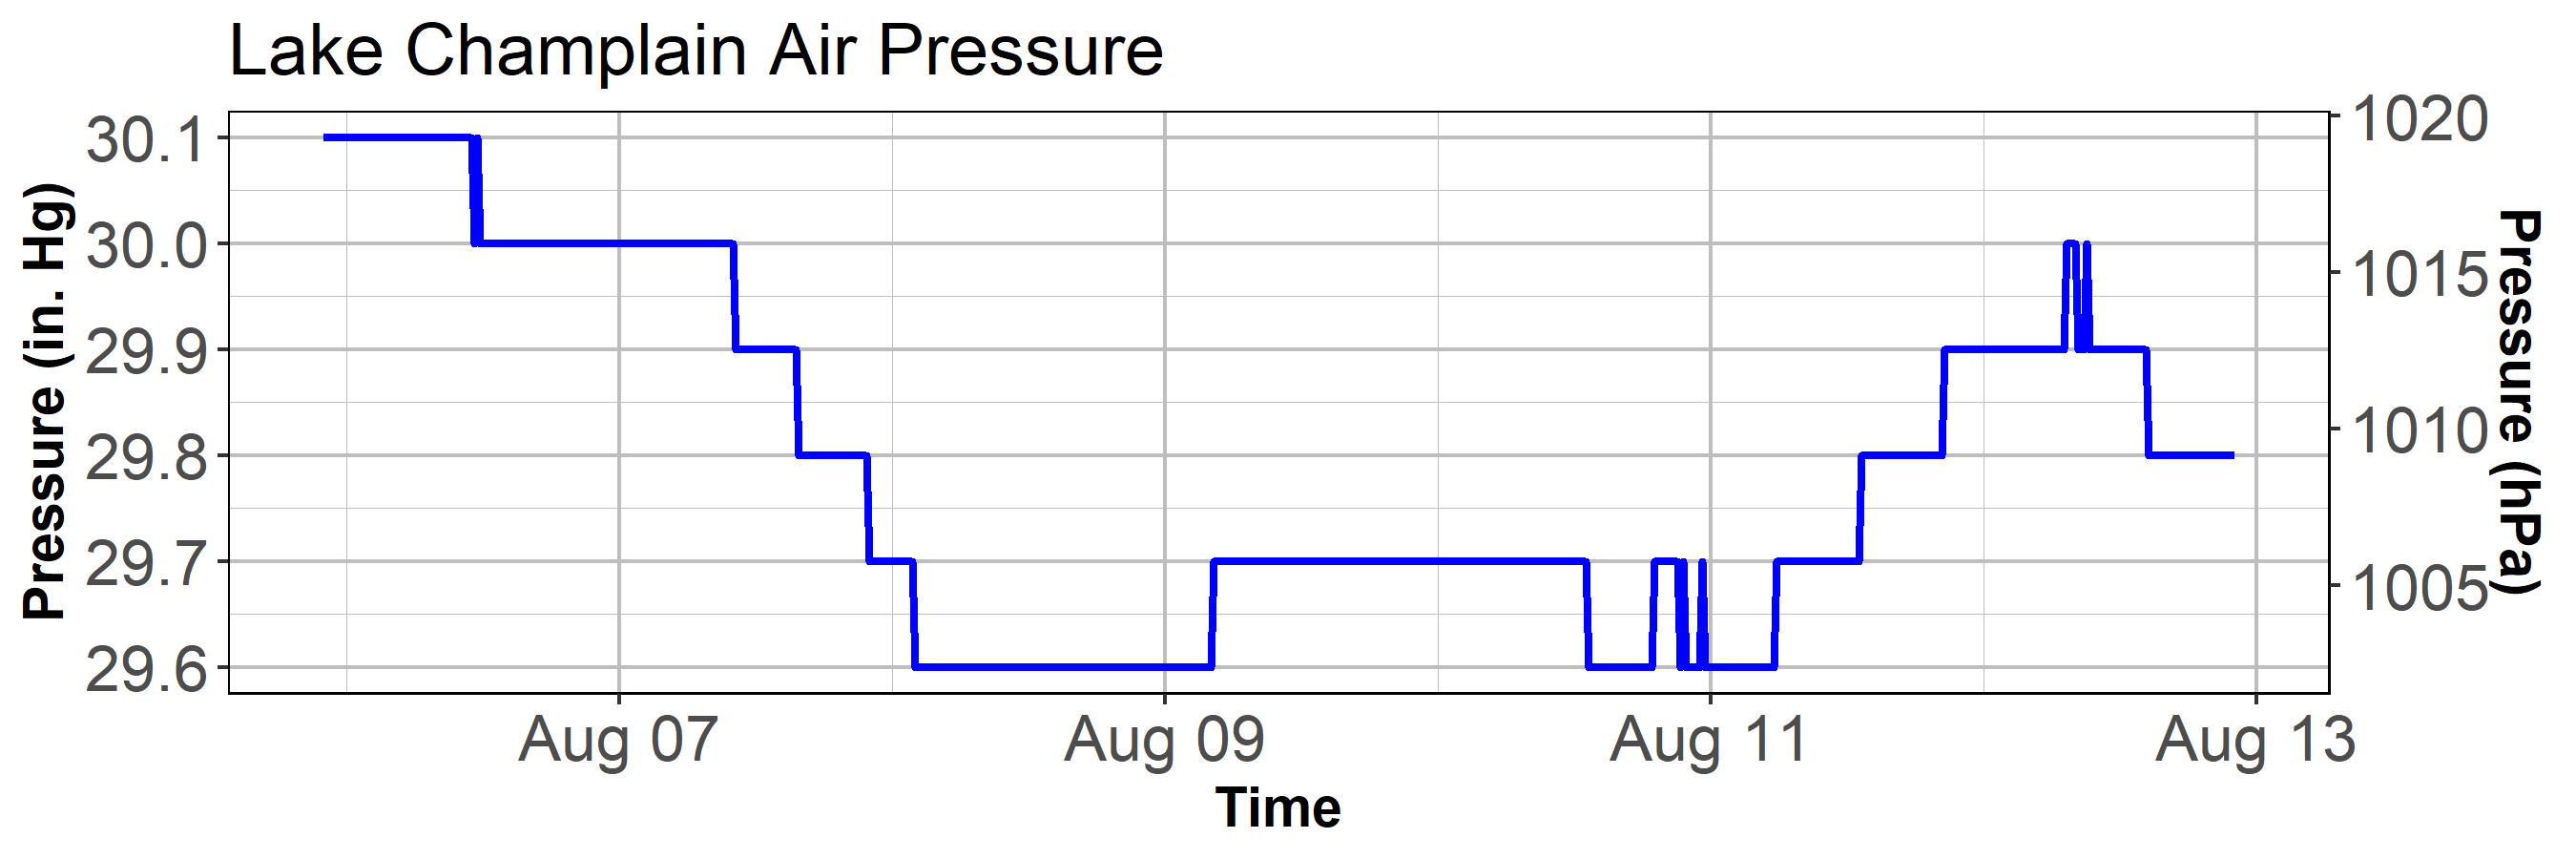 Lake Champlain Air Pressure
30.1
30.0
29.9
29.8
29.7
29.6
Pressure (in. Hg)
1020
1015
1010
1005
Pressure (hPa)
Aug 07 Aug 09 Aug 11 Aug 13
Time